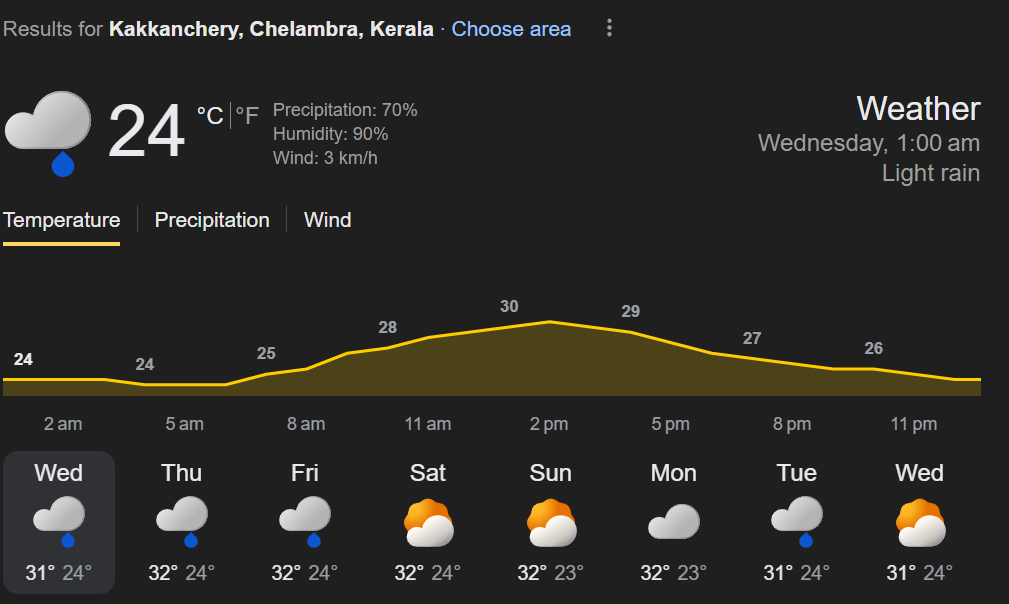 Results for Kakkanchery, Chelambra, Kerala · Choose area
24 °C | °F
Precipitation: 70%
Humidity: 90%
Wind: 3 km/h
Weather
Wednesday, 1:00 am
Light rain
Temperature
Precipitation
Wind
24 24 25 28 30 29 27 26
2 am 5 am 8 am 11 am 2 pm 5 pm 8 pm 11 pm
Wed Thu Fri Sat Sun Mon Tue Wed
31° 24° 32° 24° 32° 24° 32° 24° 32° 23° 32° 23° 31° 24° 31° 24°